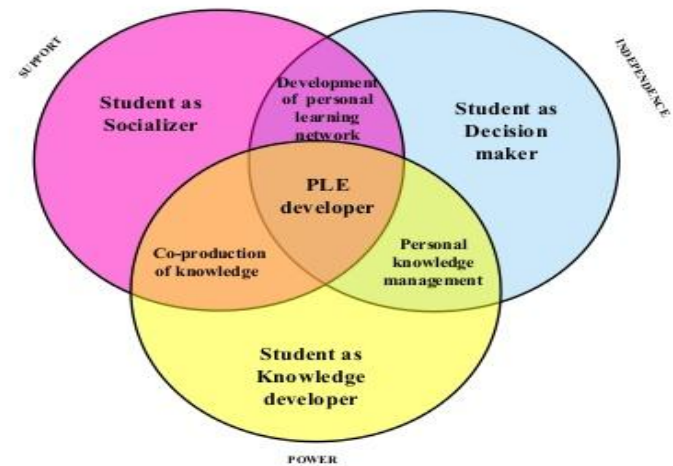 SUPPORT
INDEPENDENCE
Student as
Socializer
Development
of personal
learning
network
Student as
Decision
maker
PLE
developer
Co-production
of knowledge
Personal
knowledge
management
Student as
Knowledge
developer
POWER